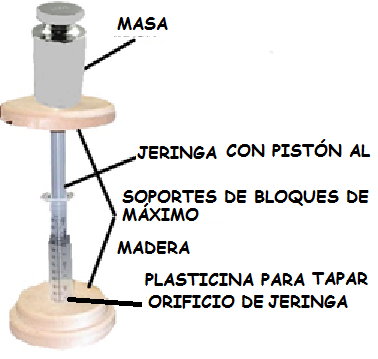 MASA
JERINGA CON PISTÓN AL
SOPORTES DE BLOQUES DE
MÁXIMO
MADERA
PLASTICINA PARA TAPAR
ORIFICIO DE JERINGA